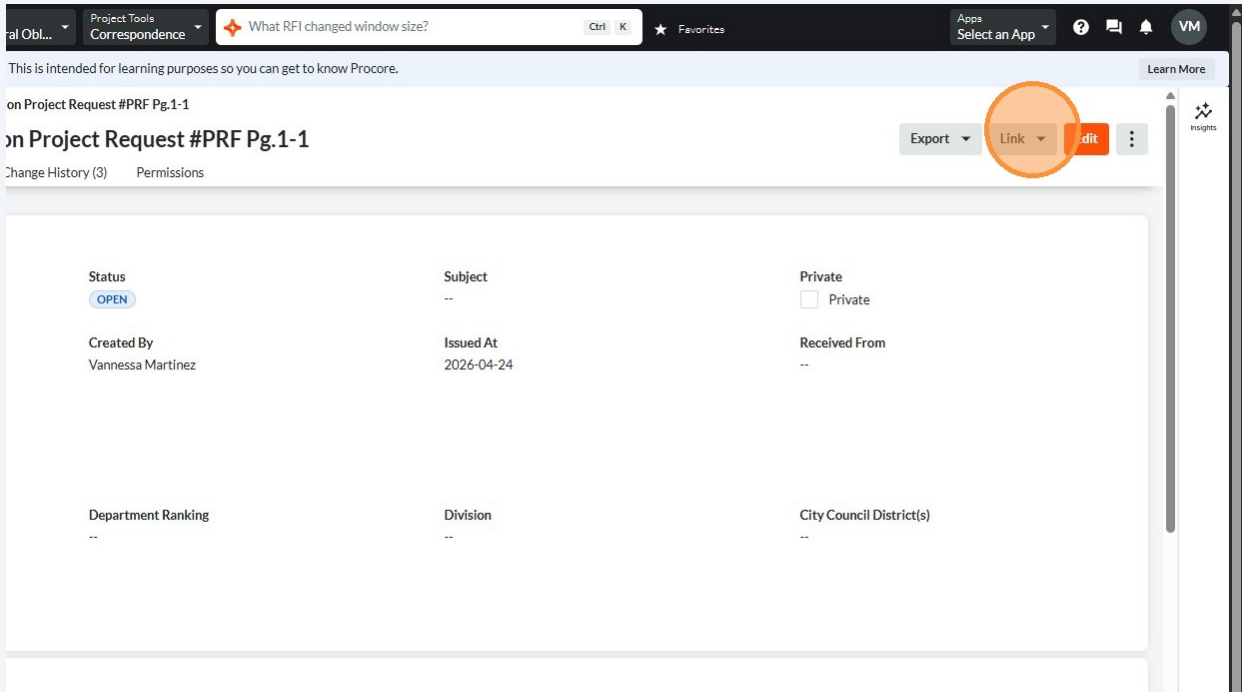 Project Tools
Apps
ral Obl... Correspondence What RFI changed window size? Ctrl K Favorites Select an App VM
This is intended for learning purposes so you can get to know Procore. Learn More
on Project Request #PRF Pg.1-1
Insights
on Project Request #PRF Pg.1-1 Export Link dit
Change History (3) Permissions
Status Subject Private
OPEN -- Private
Created By Issued At Received From
Vannessa Martinez 2026-04-24 --
Department Ranking Division City Council District(s)
-- -- --